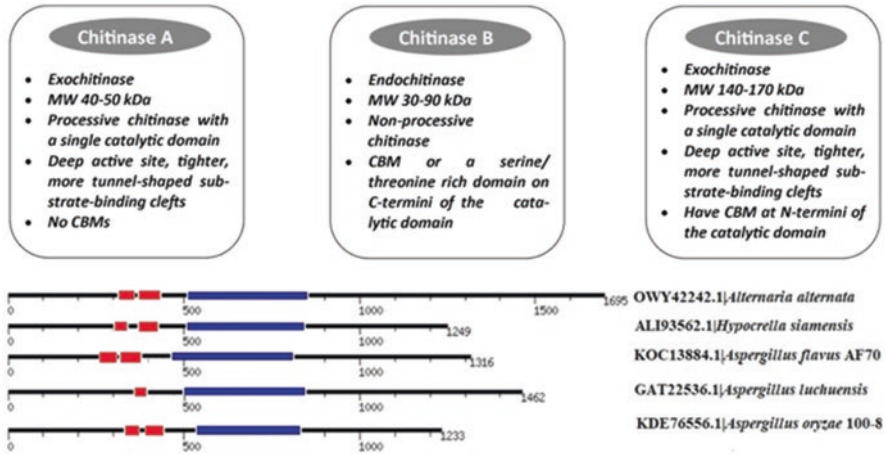 Chitinase A
• Exochitinase
• MW 40-50 kDa
• Processive chitinase with
a single catalytic domain
• Deep active site, tighter,
more tunnel-shaped sub-
strate-binding clefts
• No CBMs
Chitinase B
• Endochitinase
• MW 30-90 kDa
• Non-processive
chitinase
• CBM or a serine/
threonine rich domain on
C-termini of the cata-
lytic domain
Chitinase C
• Exochitinase
• MW 140-170 kDa
• Processive chitinase with
a single catalytic domain
• Deep active site, tighter,
more tunnel-shaped sub-
strate-binding clefts
• Have CBM at N-termini of
the catalytic domain
0 500 1000 1500 1695 OWY42242.1|Alternaria alternata
0 500 1000 1249 ALI93562.1|Hypocrella siamensis
0 500 1000 1316 KOC13884.1|Aspergillus flavus AF70
0 500 1000 1462 GAT22536.1|Aspergillus luchuensis
0 500 1000 1233 KDE76556.1|Aspergillus oryzae 100-8